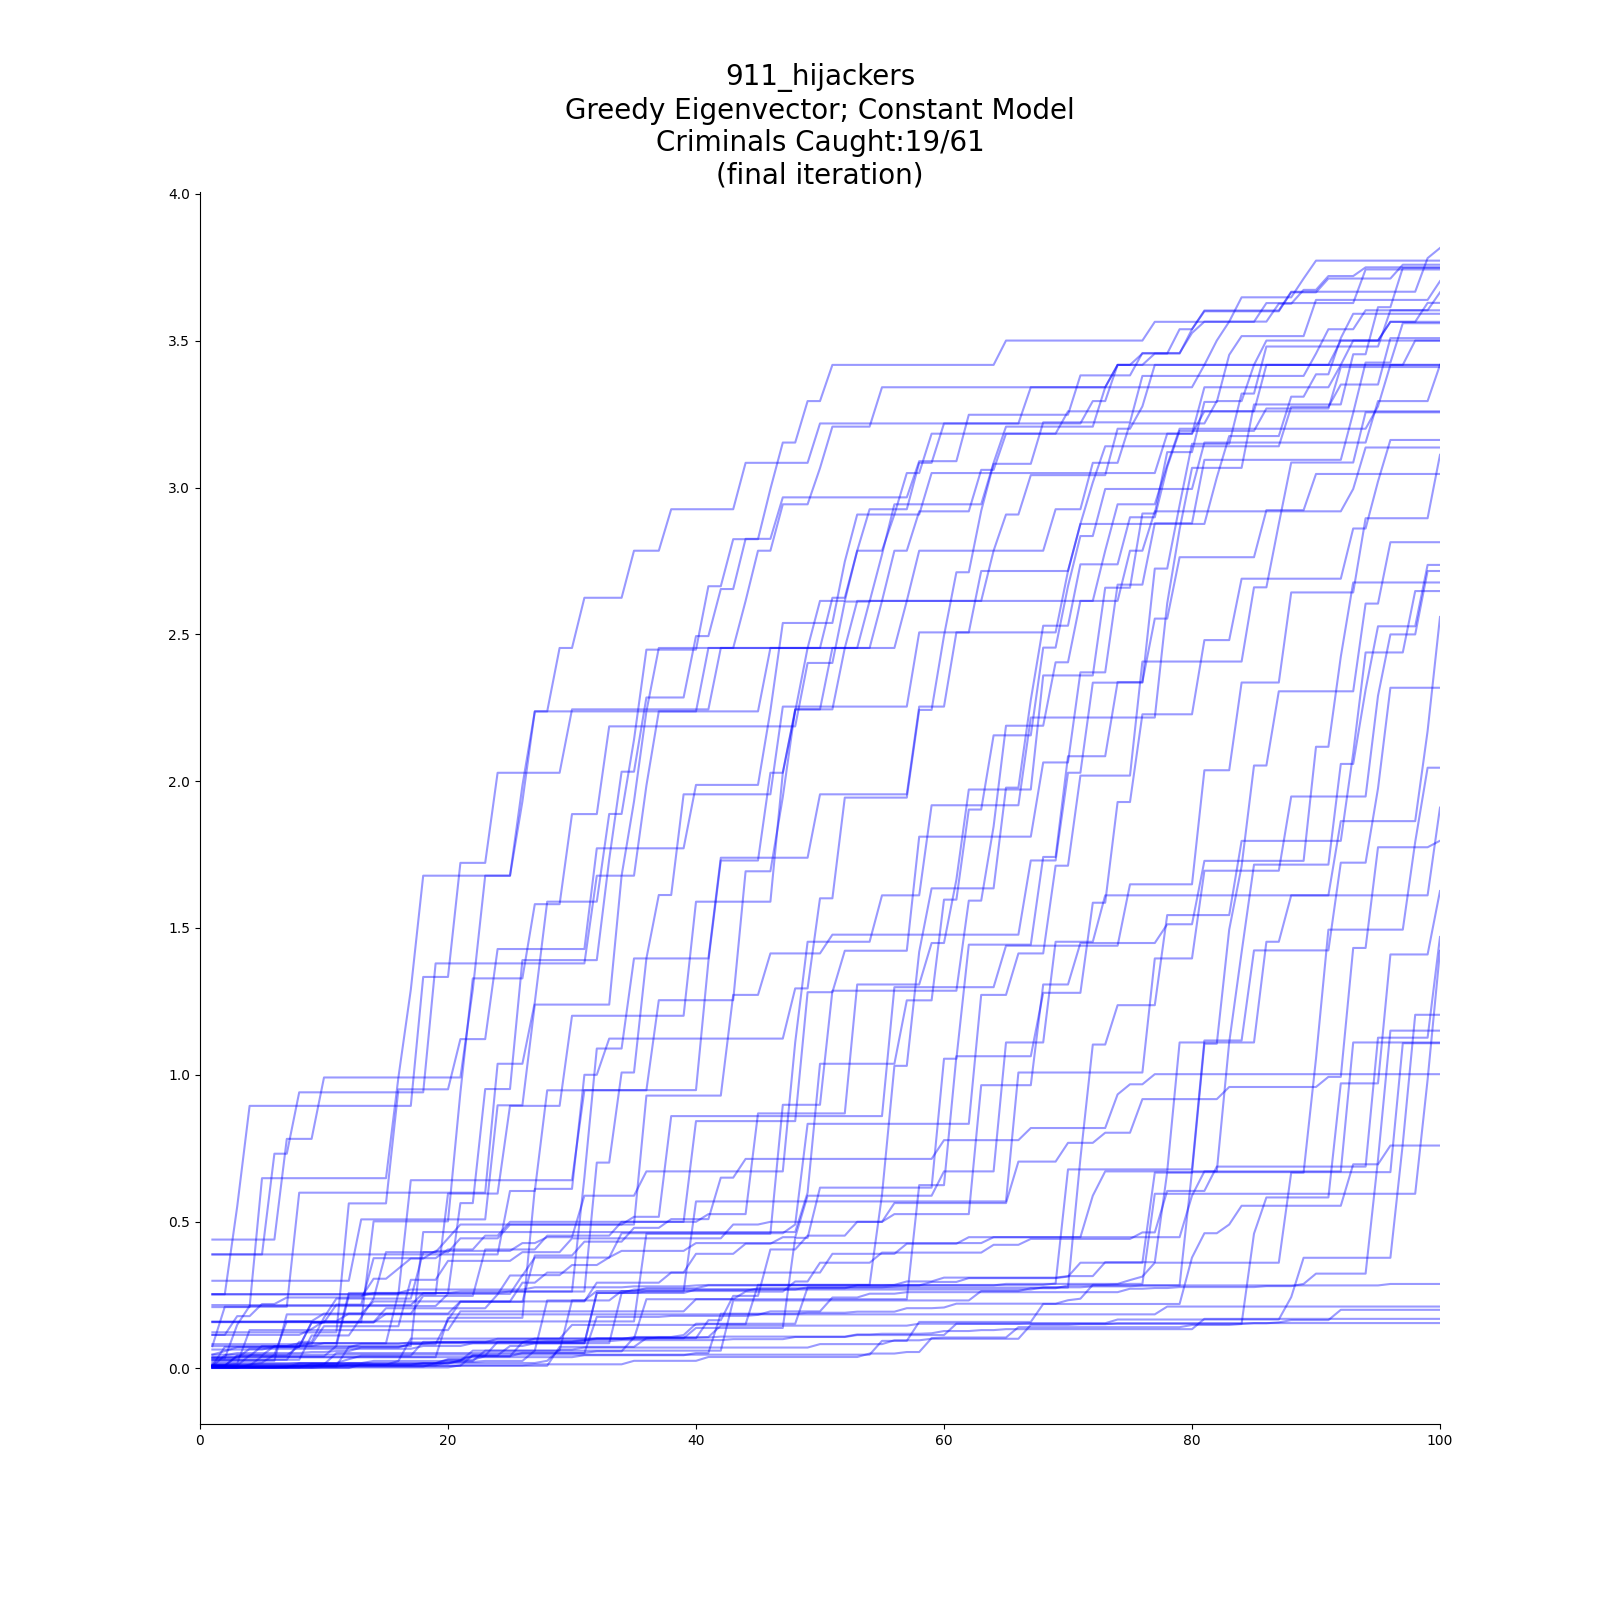 911_hijackers
Greedy Eigenvector; Constant Model
Criminals Caught:19/61
(final iteration)
4.0
3.5
3.0
2.5
2.0
1.5
1.0
0.5
0.0
0 20 40 60 80 100